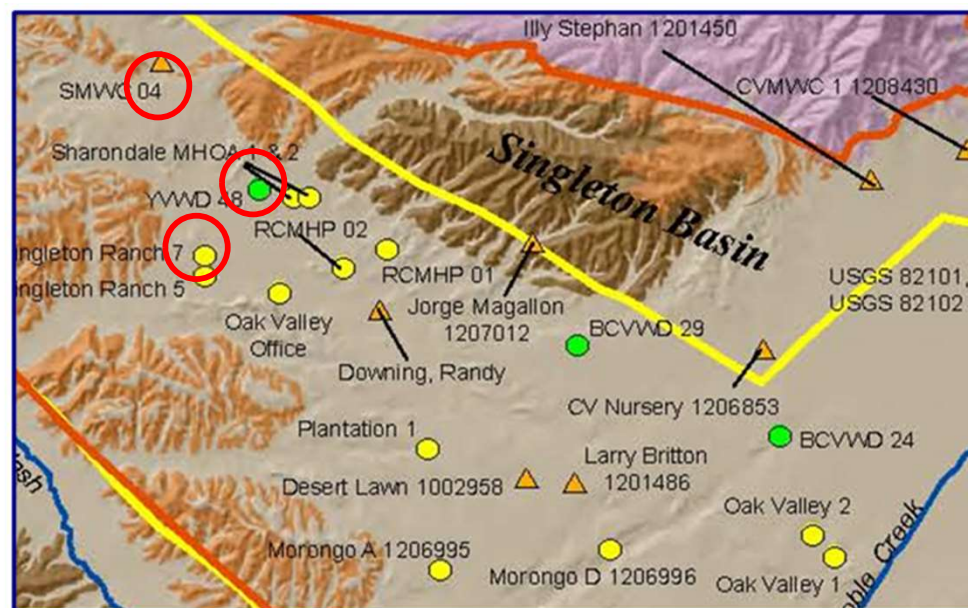 Illy Stephan 1201450
CVMWC 1 1208430
SMWC 04
Singleton Basin
Sharondale MHOA 1 & 2
YVWD 48
RCMHP 02
ingleton Ranch 7
RCMHP 01
ingleton Ranch 5
USGS 82101,
USGS 82102
Jorge Magallon
1207012
Oak Valley
Office
BCVWD 29
Downing, Randy
CV Nursery 1206853
Plantation 1
BCVWD 24
Larry Britton
1201486
Desert Lawn 1002958
Oak Valley 2
Morongo A 1206995
Morongo D 1206996
Oak Valley 1
Creek